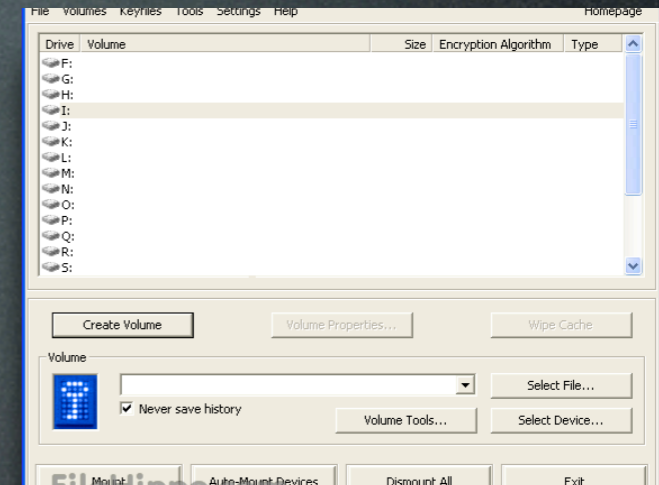 File Volumes Keyfiles Tools Settings Help Homepage
Drive Volume Size Encryption Algorithm Type
F:
G:
H:
I:
J:
K:
L:
M:
N:
O:
P:
Q:
R:
S:
Create Volume Volume Properties... Wipe Cache
Volume
Select File...
Never save history
Volume Tools... Select Device...
Mount Auto-Mount Devices Dismount All Exit